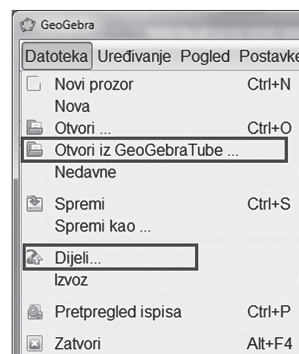 GeoGebra
Datoteka Uređivanje Pogled Postavke
Novi prozor Ctrl+N
Nova
Otvori ... Ctrl+O
Otvori iz GeoGebraTube ...
Nedavne
Spremi Ctrl+S
Spremi kao ...
Dijeli...
Izvoz
Pretpregled ispisa Ctrl+P
Zatvori Alt+F4